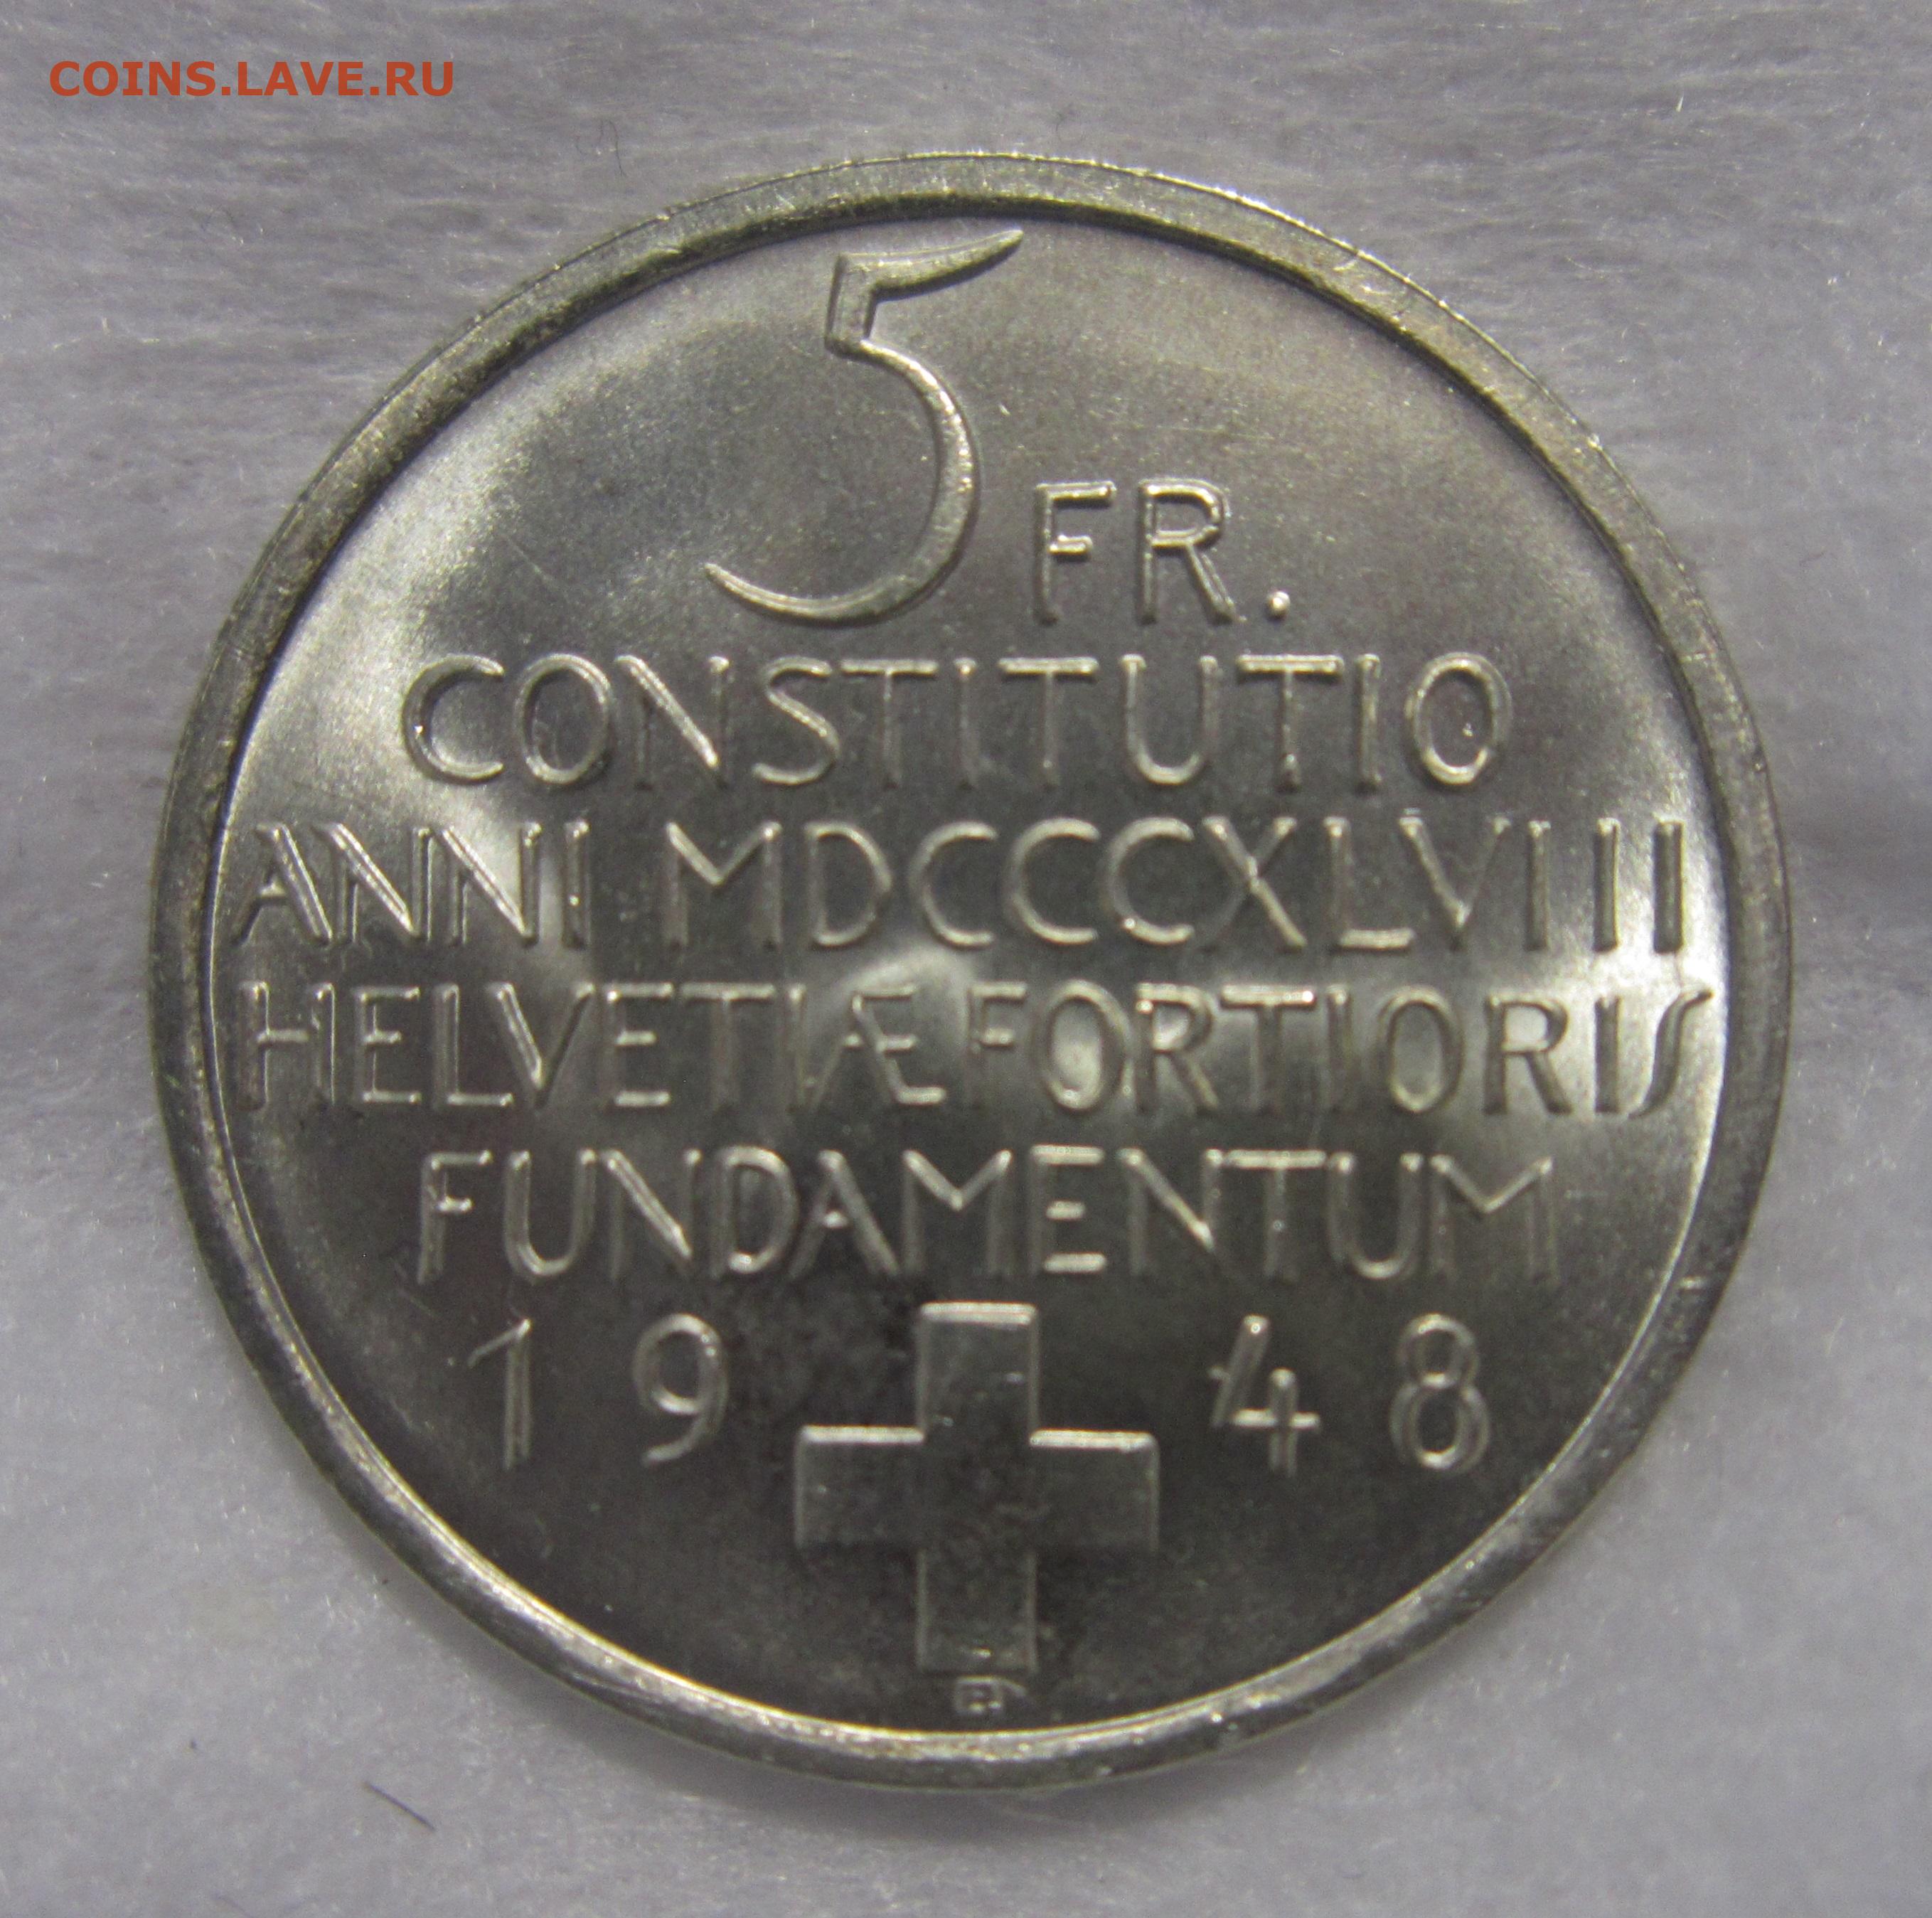 COINS.LAVE.RU
5 FR.
CONSTITUTIO
ANNI MDCCCXLVIII
HELVETIÆ FORTIORIS
FUNDAMENTUM
1948
B